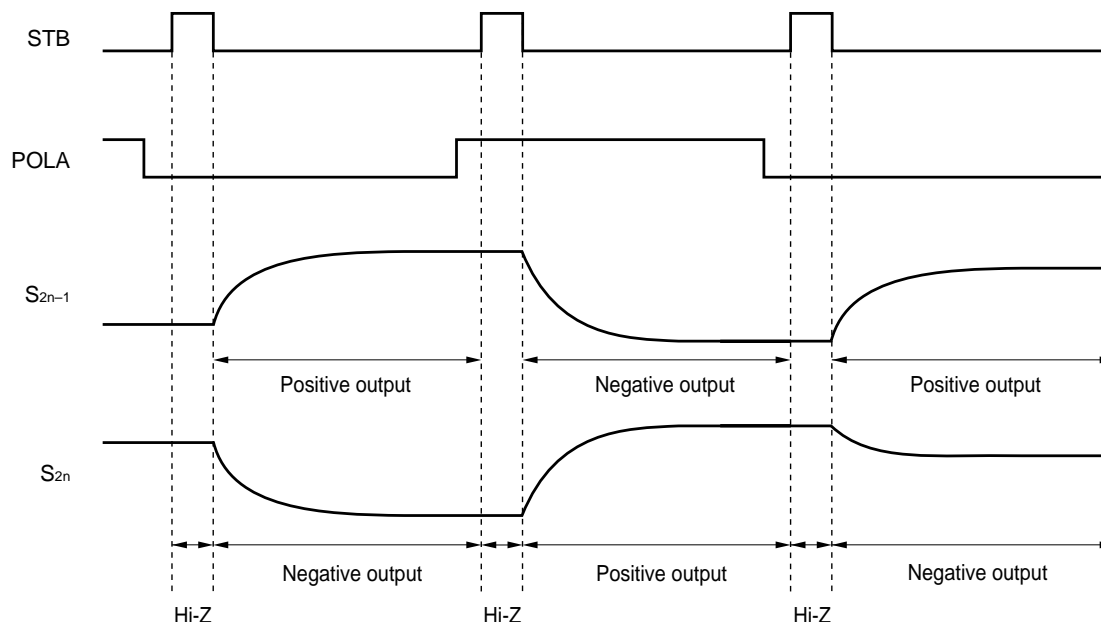 STB
POLA
S2n–1
Positive output Negative output Positive output
S2n
Negative output Positive output Negative output
Hi-Z Hi-Z Hi-Z